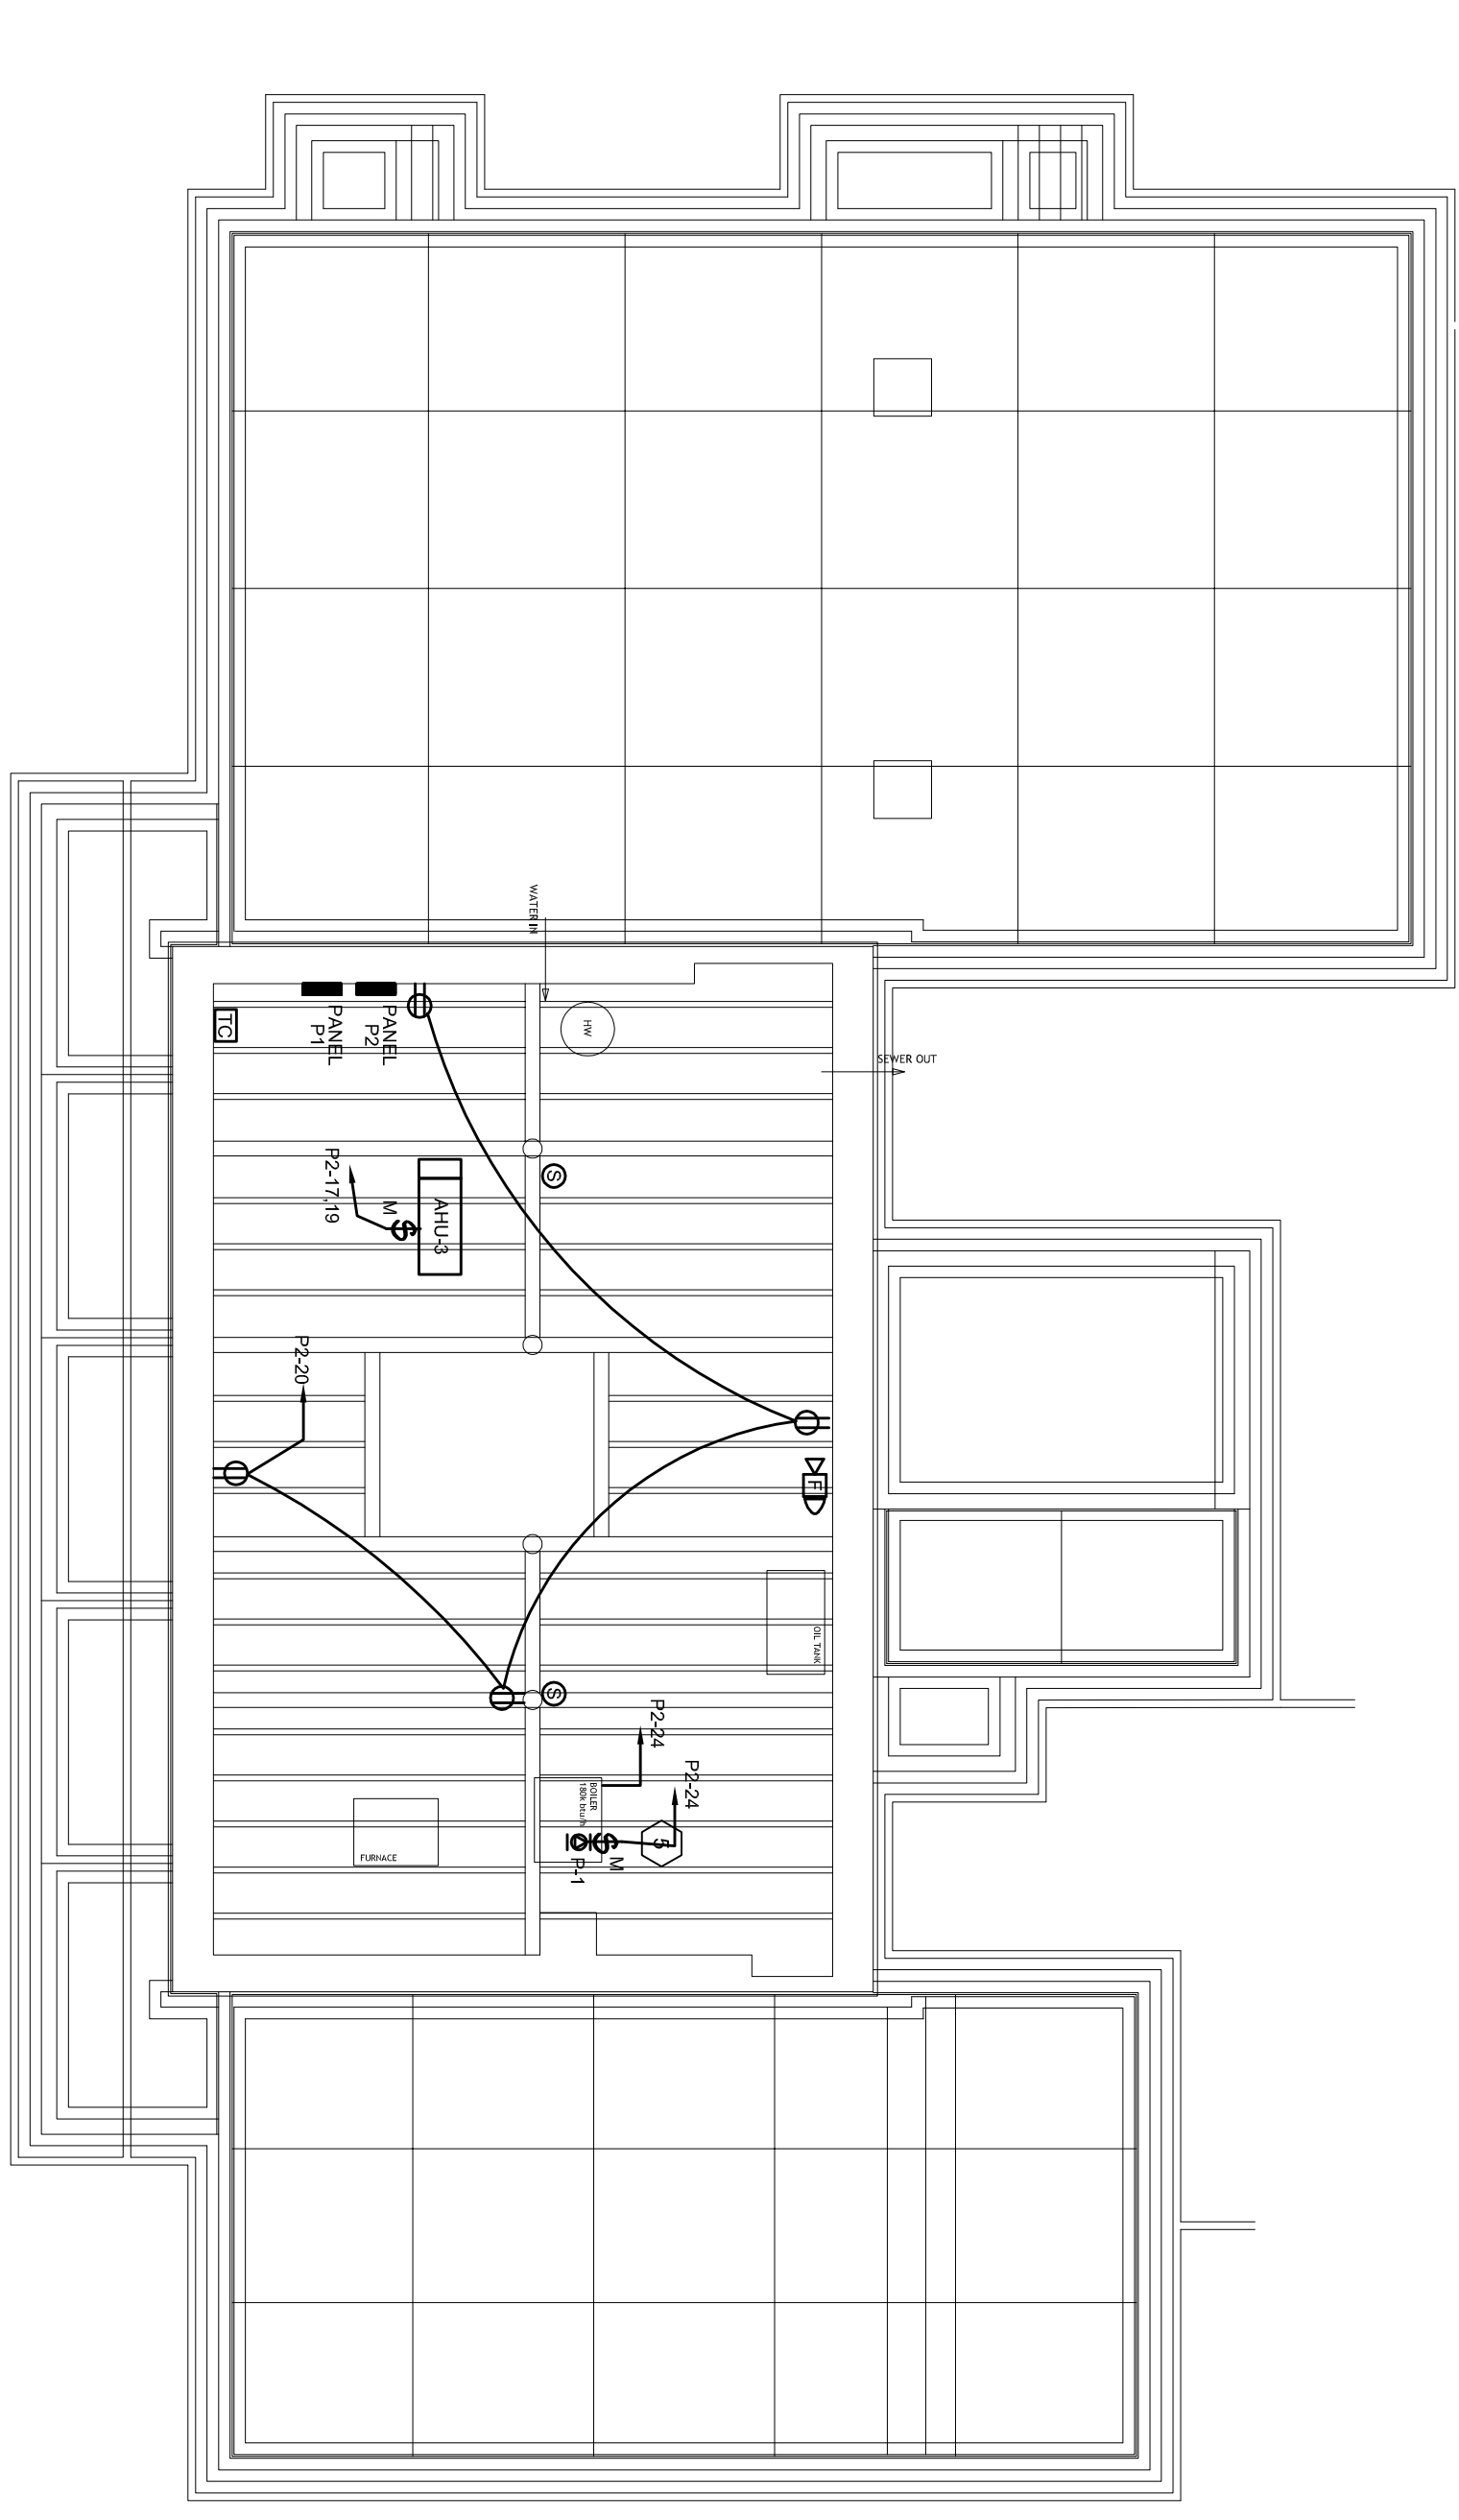 WATER IN
PANEL
P1
PANEL
P2
TC
HW
SEWER OUT
P2-17,19
M
S
AHU-3
S
P2-20
F
OIL TANK
S
P2-24
P2-24
BOILER
180k btu/h
S
5
M
P-1
FURNACE